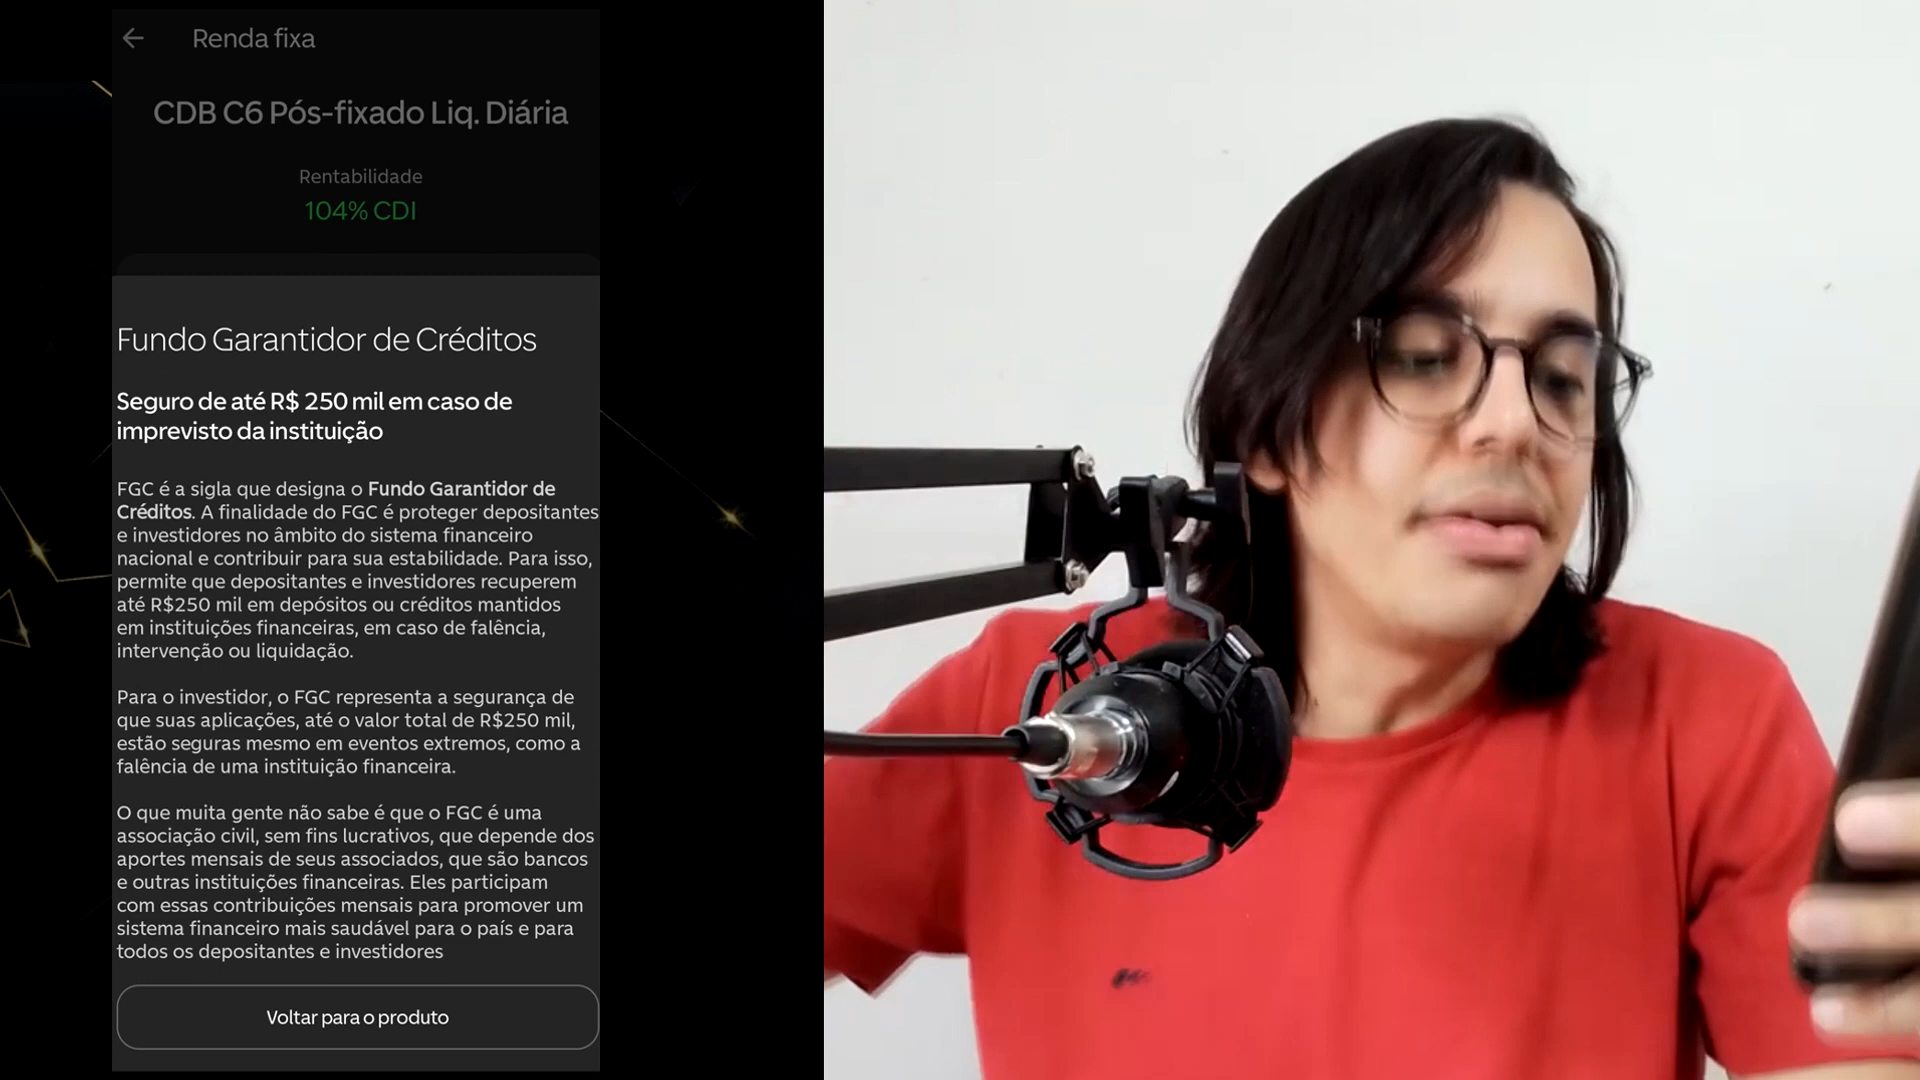 Renda fixa
CDB C6 Pós-fixado Liq. Diária
Rentabilidade
104% CDI
Fundo Garantidor de Créditos
Seguro de até R$ 250 mil em caso de
imprevisto da instituição
FGC é a sigla que designa o Fundo Garantidor de
Créditos. A finalidade do FGC é proteger depositantes
e investidores no âmbito do sistema financeiro
nacional e contribuir para sua estabilidade. Para isso,
permite que depositantes e investidores recuperem
até R$250 mil em depósitos ou créditos mantidos
em instituições financeiras, em caso de falência,
intervenção ou liquidação.
Para o investidor, o FGC representa a segurança de
que suas aplicações, até o valor total de R$250 mil,
estão seguras mesmo em eventos extremos, como a
falência de uma instituição financeira.
O que muita gente não sabe é que o FGC é uma
associação civil, sem fins lucrativos, que depende dos
aportes mensais de seus associados, que são bancos
e outras instituições financeiras. Eles participam
com essas contribuições mensais para promover um
sistema financeiro mais saudável para o país e para
todos os depositantes e investidores
Voltar para o produto